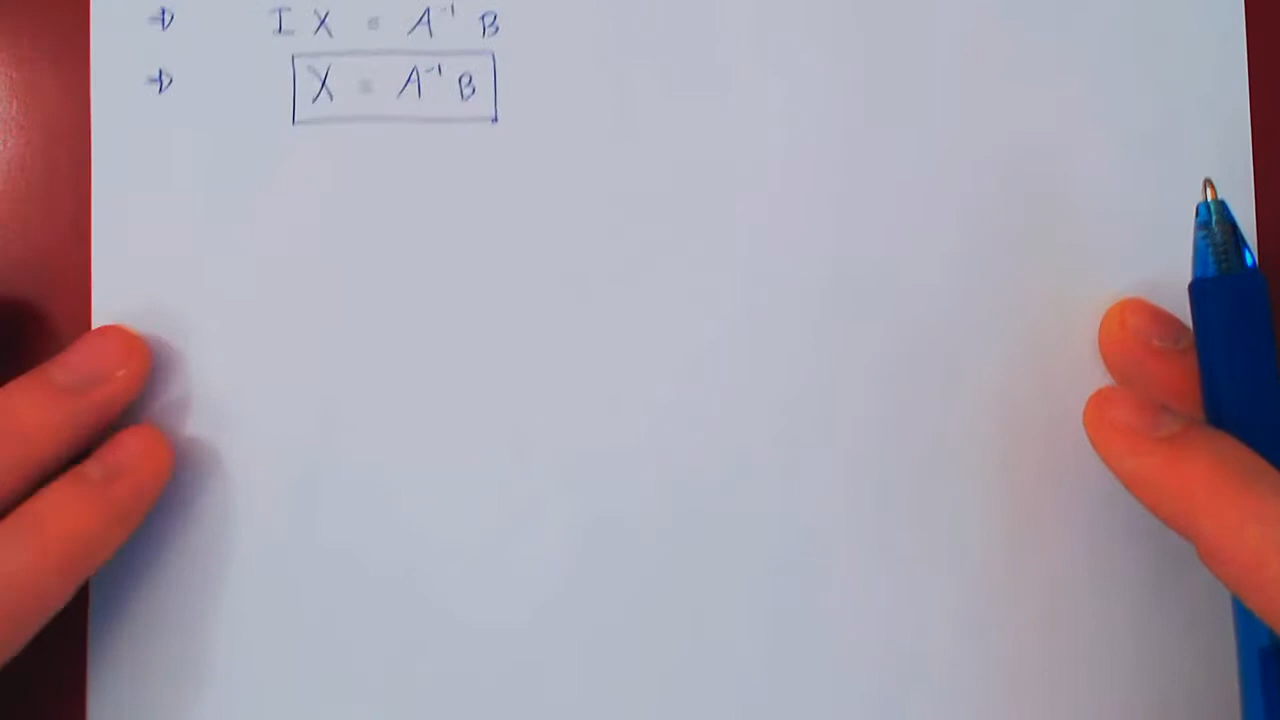 ⇒ I X = A⁻¹ B
⇒ X = A⁻¹ B